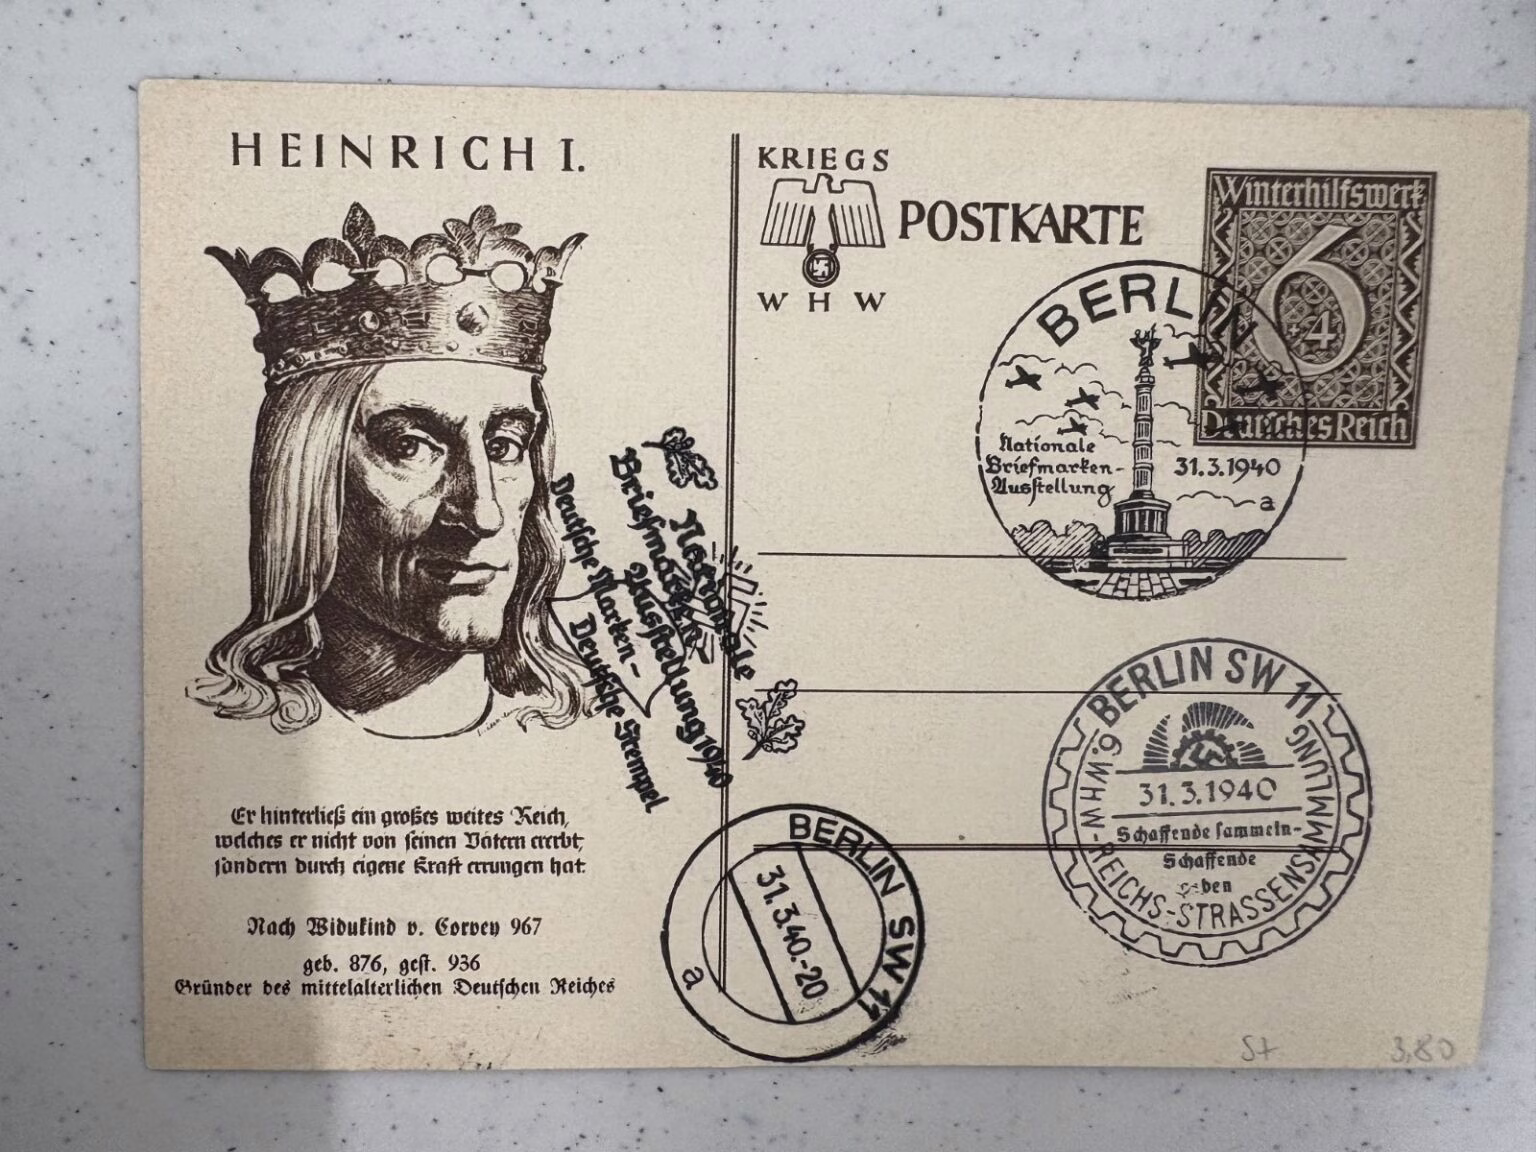 HEINRICH I.
Er hinterließ ein großes weites Reich,
welches er nicht von seinen Vätern ererbt,
sondern durch eigene Kraft errungen hat.
Nach Widukind v. Corvey 967
geb. 876, gest. 936
Gründer des mittelalterlichen Deutschen Reiches
KRIEGS
POSTKARTE
W H W
Winterhilfswerk
6
+4
Deutsches Reich
BERLIN
Nationale
Briefmarken-
Ausstellung
31.3.1940
a
Nationale
Briefmarken
Ausstellung 1940
Deutsche Marken-
Deutsche Stempel
BERLIN SW 11
31.3.1940
Schaffende sammeln-
Schaffende
geben
6. WHW-REICHS-STRASSENSAMMLUNG
BERLIN SW 11
31.3.40.-20
a
St
3,80